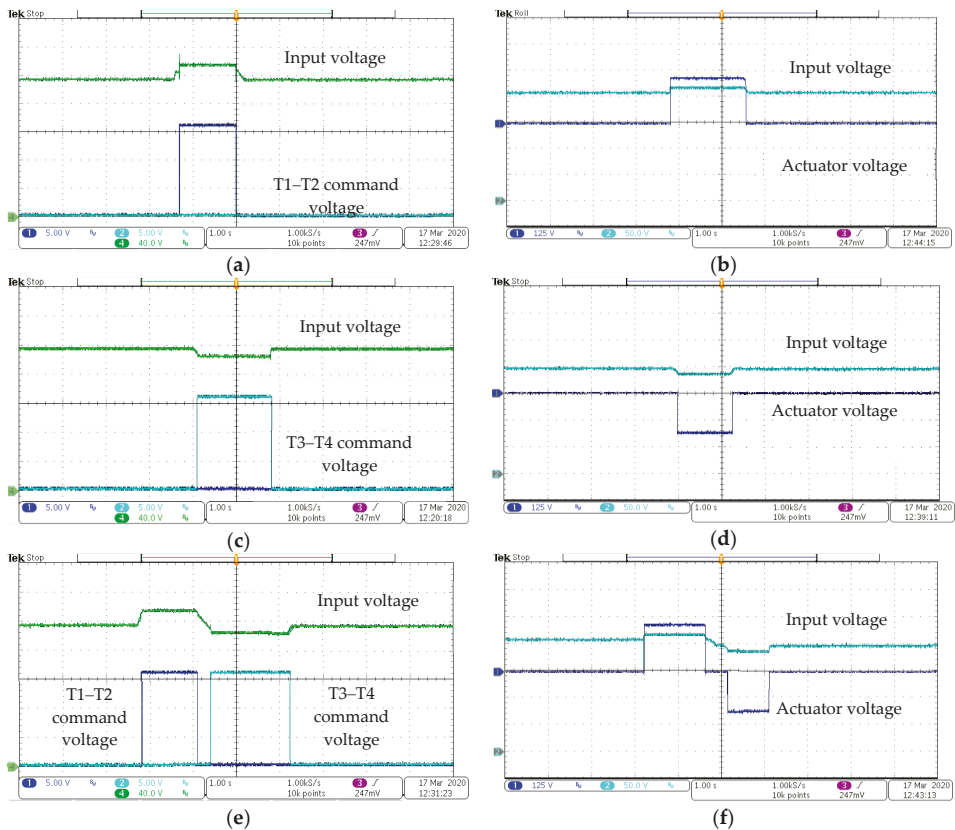 Tek Stop
Input voltage
T1–T2 command
voltage
4
1 5.00 V 2 5.00 V
4 40.0 V
1.00 s
1.00kS/s
10k points
3
247mV
17 Mar 2020
12:29:46
(a)
Tek Roll
Input voltage
1
Actuator voltage
2
1 125 V 2 50.0 V
1.00 s
1.00kS/s
10k points
3
247mV
17 Mar 2020
12:44:15
(b)
Tek Stop
Input voltage
T3–T4 command
voltage
4
1 5.00 V 2 5.00 V
4 40.0 V
1.00 s
1.00kS/s
10k points
3
247mV
17 Mar 2020
12:20:18
(c)
Tek Stop
Input voltage
1
Actuator voltage
2
1 125 V 2 50.0 V
1.00 s
1.00kS/s
10k points
3
247mV
17 Mar 2020
12:39:11
(d)
Tek Stop
Input voltage
T1–T2
command
voltage
T3–T4
command
voltage
4
1 5.00 V 2 5.00 V
4 40.0 V
1.00 s
1.00kS/s
10k points
3
247mV
17 Mar 2020
12:31:23
(e)
Tek Stop
Input voltage
1
Actuator voltage
2
1 125 V 2 50.0 V
1.00 s
1.00kS/s
10k points
3
247mV
17 Mar 2020
12:43:13
(f)